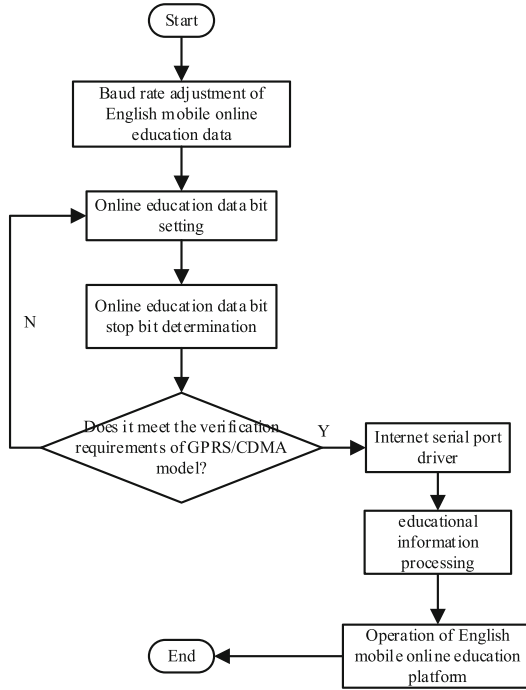 Start
Baud rate adjustment of
English mobile online
education data
Online education data bit
setting
Online education data bit
stop bit determination
N
Does it meet the verification
requirements of GPRS/CDMA
model?
Y
Internet serial port
driver
educational
information
processing
Operation of English
mobile online education
platform
End